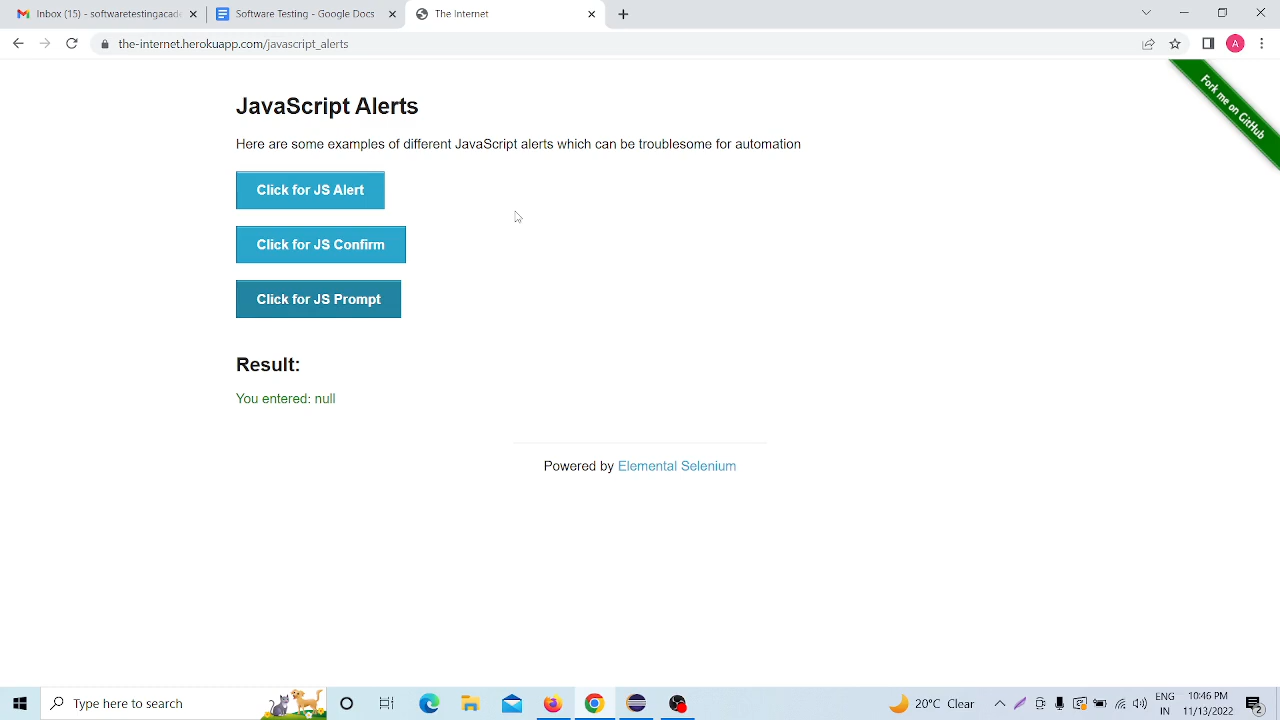 Inbox (15) - softwaretestingacade
Software Testing - Google Docs
The Internet
the-internet.herokuapp.com/javascript_alerts
A
Fork me on GitHub
JavaScript Alerts
Here are some examples of different JavaScript alerts which can be troublesome for automation
Click for JS Alert
Click for JS Confirm
Click for JS Prompt
Result:
You entered: null
Powered by Elemental Selenium
Type here to search
20°C Clear
ENG
IN
10:46 PM
11/13/2022
2